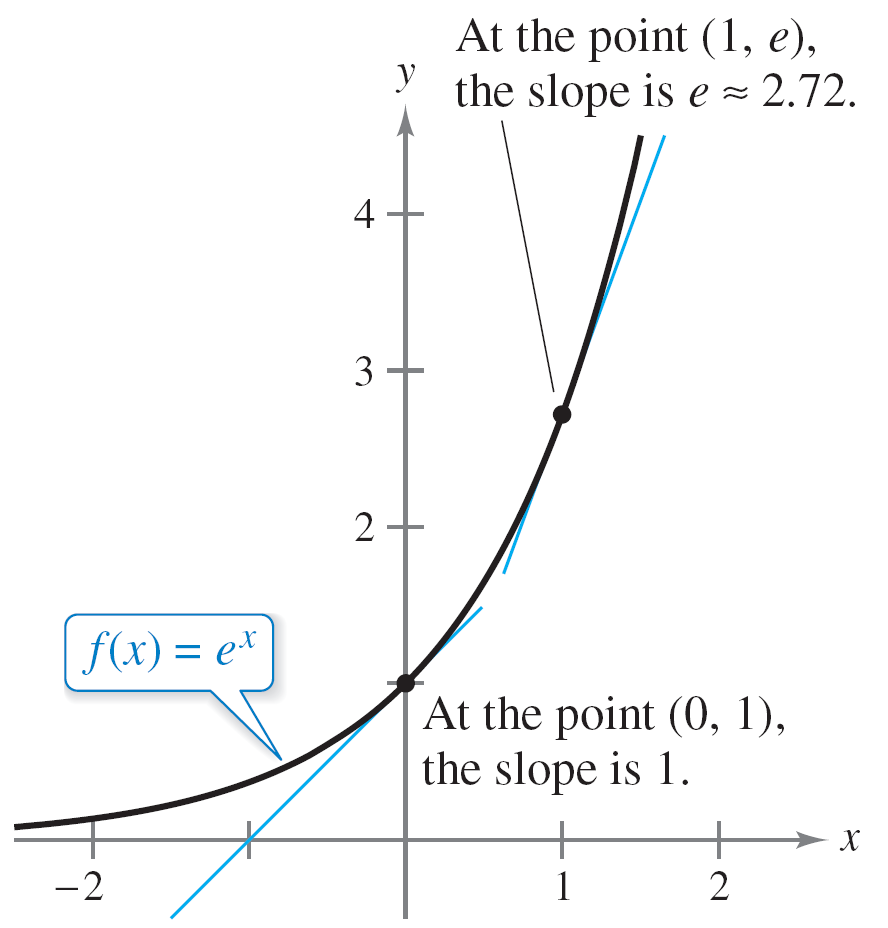 At the point (1, e),
the slope is e ≈ 2.72.
y
4
3
2
f(x) = eˣ
At the point (0, 1),
the slope is 1.
x
−2
1
2